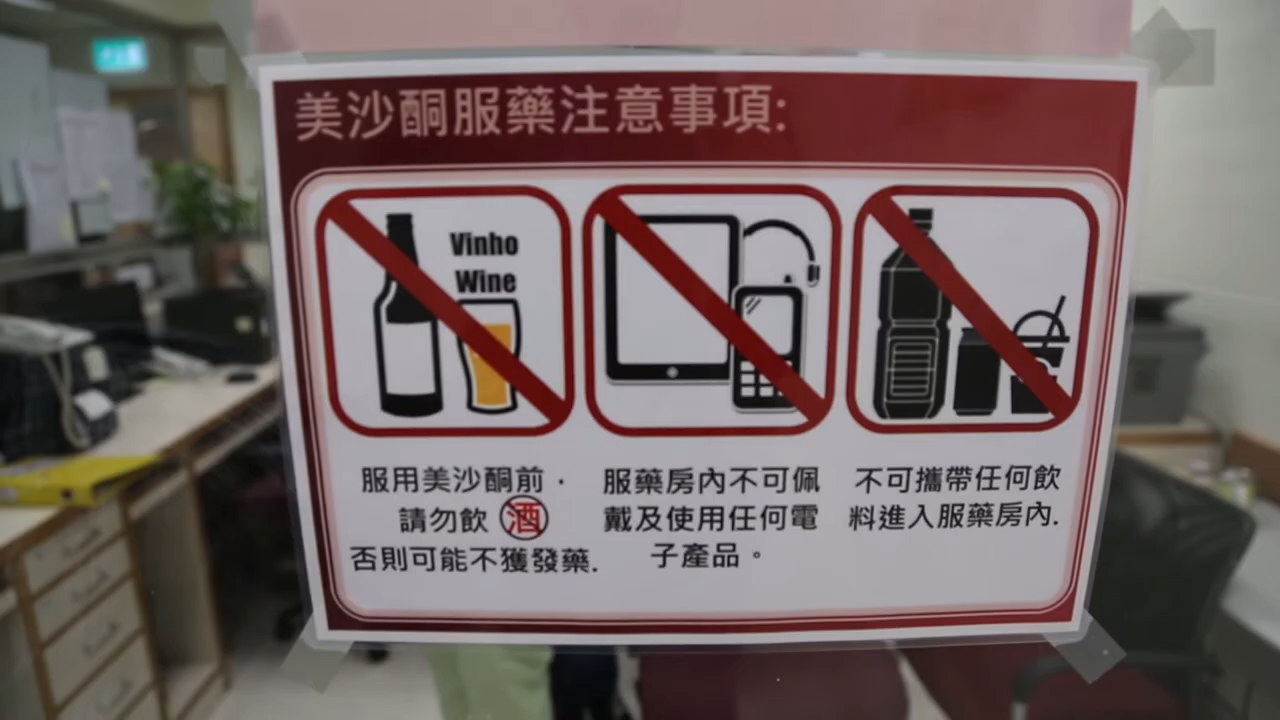 美沙酮服藥注意事項:
Vinho
Wine
服用美沙酮前，
請勿飲 酒
否則可能不獲發藥.
服藥房內不可佩
戴及使用任何電
子產品。
不可攜帶任何飲
料進入服藥房內.